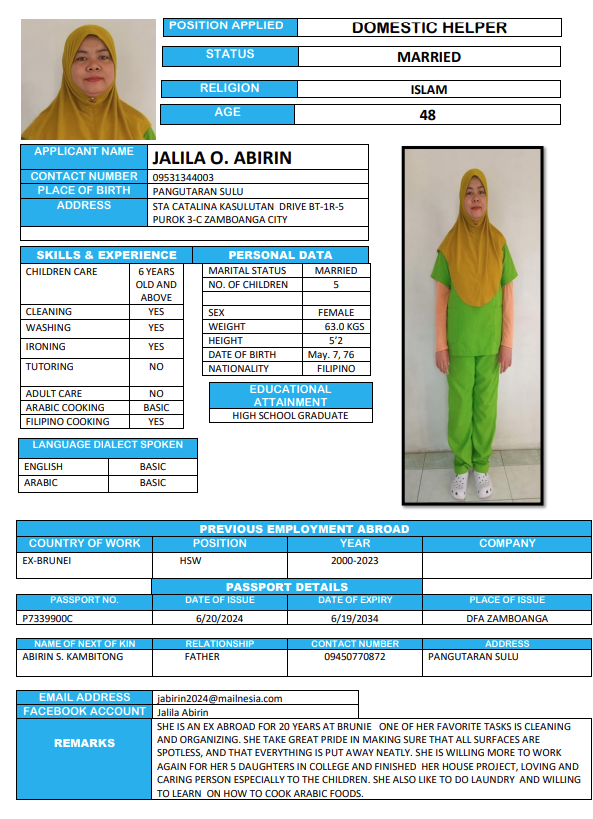 POSITION APPLIED DOMESTIC HELPER
STATUS MARRIED
RELIGION ISLAM
AGE 48
APPLICANT NAME JALILA O. ABIRIN
CONTACT NUMBER 09531344003
PLACE OF BIRTH PANGUTARAN SULU
ADDRESS STA CATALINA KASULUTAN DRIVE BT-1R-5
PUROK 3-C ZAMBOANGA CITY
SKILLS & EXPERIENCE
CHILDREN CARE 6 YEARS
OLD AND
ABOVE
CLEANING YES
WASHING YES
IRONING YES
TUTORING NO
ADULT CARE NO
ARABIC COOKING BASIC
FILIPINO COOKING YES
PERSONAL DATA
MARITAL STATUS MARRIED
NO. OF CHILDREN 5
SEX FEMALE
WEIGHT 63.0 KGS
HEIGHT 5'2
DATE OF BIRTH May. 7, 76
NATIONALITY FILIPINO
EDUCATIONAL
ATTAINMENT
HIGH SCHOOL GRADUATE
LANGUAGE DIALECT SPOKEN
ENGLISH BASIC
ARABIC BASIC
PREVIOUS EMPLOYMENT ABROAD
COUNTRY OF WORK POSITION YEAR COMPANY
EX-BRUNEI HSW 2000-2023
PASSPORT DETAILS
PASSPORT NO. DATE OF ISSUE DATE OF EXPIRY PLACE OF ISSUE
P7339900C 6/20/2024 6/19/2034 DFA ZAMBOANGA
NAME OF NEXT OF KIN RELATIONSHIP CONTACT NUMBER ADDRESS
ABIRIN S. KAMBITONG FATHER 09450770872 PANGUTARAN SULU
EMAIL ADDRESS jabirin2024@mailnesia.com
FACEBOOK ACCOUNT Jalila Abirin
REMARKS
SHE IS AN EX ABROAD FOR 20 YEARS AT BRUNIE ONE OF HER FAVORITE TASKS IS CLEANING
AND ORGANIZING. SHE TAKE GREAT PRIDE IN MAKING SURE THAT ALL SURFACES ARE
SPOTLESS, AND THAT EVERYTHING IS PUT AWAY NEATLY. SHE IS WILLING MORE TO WORK
AGAIN FOR HER 5 DAUGHTERS IN COLLEGE AND FINISHED HER HOUSE PROJECT, LOVING AND
CARING PERSON ESPECIALLY TO THE CHILDREN. SHE ALSO LIKE TO DO LAUNDRY AND WILLING
TO LEARN ON HOW TO COOK ARABIC FOODS.